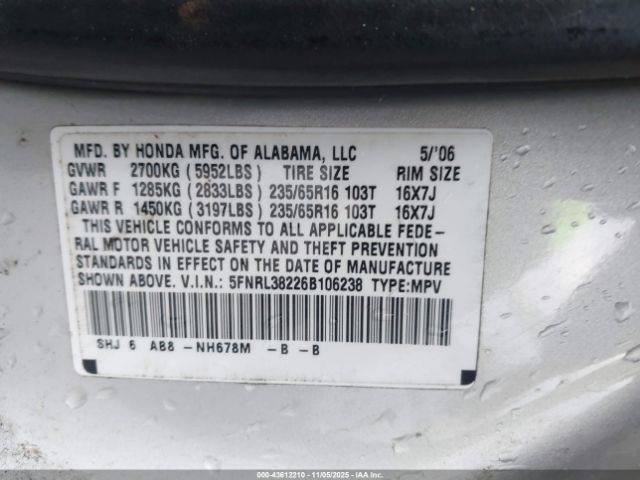 MFD. BY HONDA MFG. OF ALABAMA, LLC 5/'06
GVWR 2700KG (5952LBS) TIRE SIZE RIM SIZE
GAWR F 1285KG (2833LBS) 235/65R16 103T 16X7J
GAWR R 1450KG (3197LBS) 235/65R16 103T 16X7J
THIS VEHICLE CONFORMS TO ALL APPLICABLE FEDE-
RAL MOTOR VEHICLE SAFETY AND THEFT PREVENTION
STANDARDS IN EFFECT ON THE DATE OF MANUFACTURE
SHOWN ABOVE. V.I.N.: 5FNRL38226B106238 TYPE:MPV
SHJ 6 AB8 -NH678M -B -B
000-43612210 - 11/05/2025 - COPYRIGHT IAA, LLC.